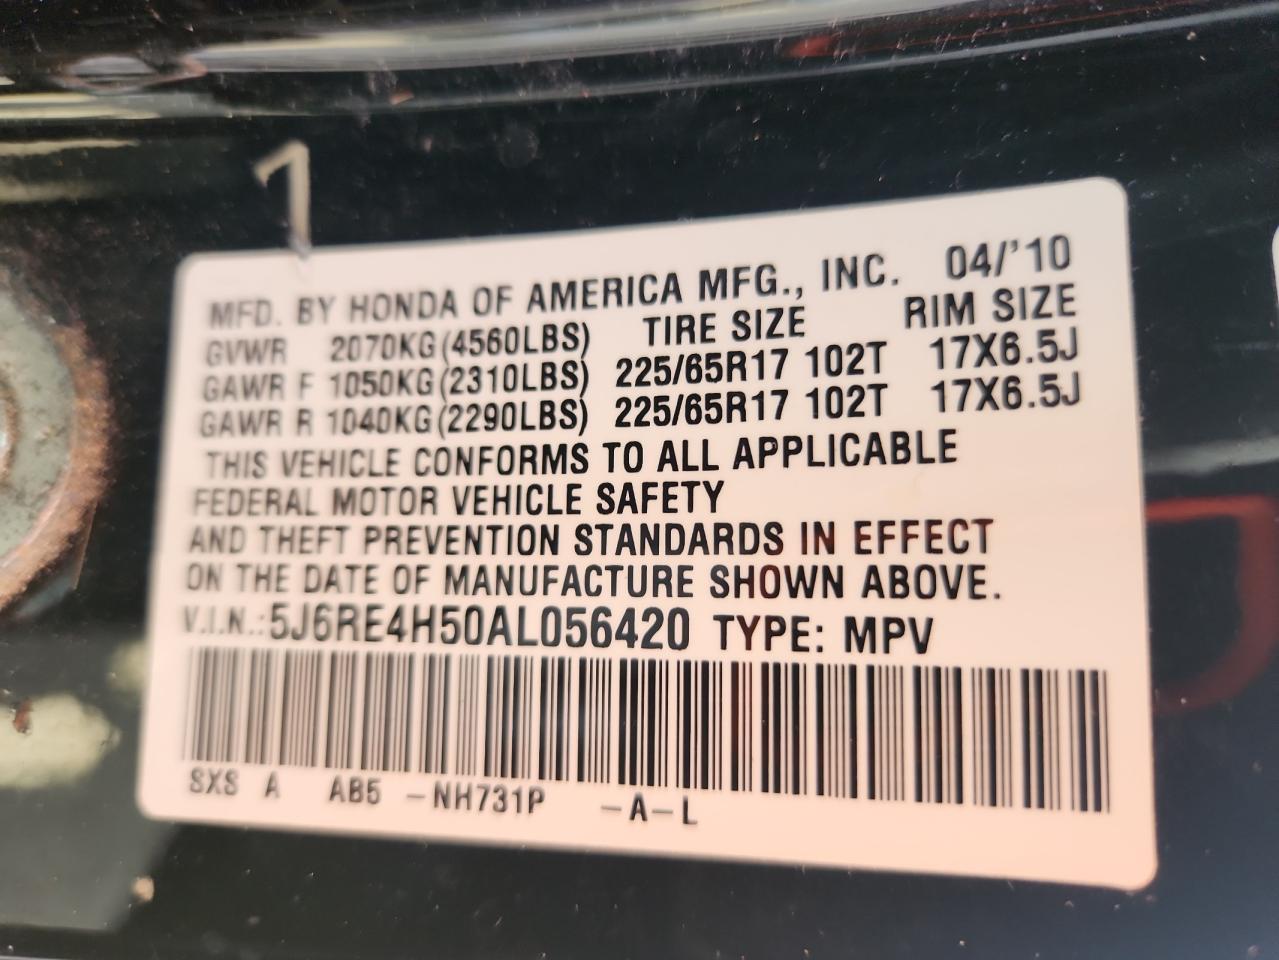 1
MFD. BY HONDA OF AMERICA MFG., INC. 04/'10
GVWR 2070KG(4560LBS) TIRE SIZE RIM SIZE
GAWR F 1050KG(2310LBS) 225/65R17 102T 17X6.5J
GAWR R 1040KG(2290LBS) 225/65R17 102T 17X6.5J
THIS VEHICLE CONFORMS TO ALL APPLICABLE
FEDERAL MOTOR VEHICLE SAFETY
AND THEFT PREVENTION STANDARDS IN EFFECT
ON THE DATE OF MANUFACTURE SHOWN ABOVE.
V.I.N.:5J6RE4H50AL056420 TYPE: MPV
SXS A AB5 -NH731P -A-L